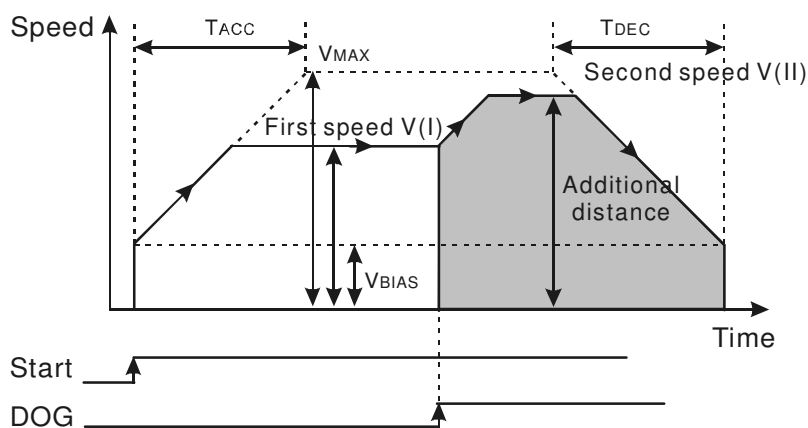 Speed
TACC
TDEC
VMAX
Second speed V(II)
First speed V(I)
Additional
distance
VBIAS
Time
Start
DOG